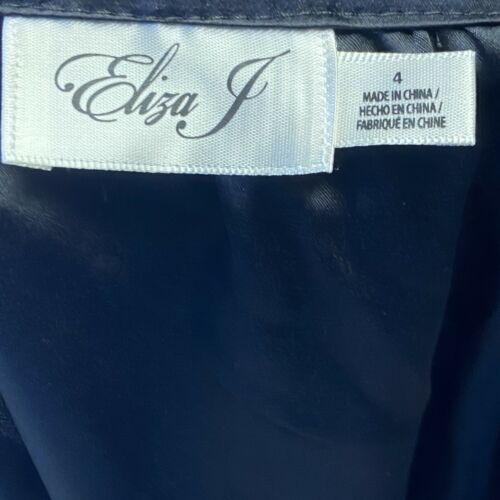 Eliza J
4
MADE IN CHINA /
HECHO EN CHINA /
FABRIQUÉ EN CHINE